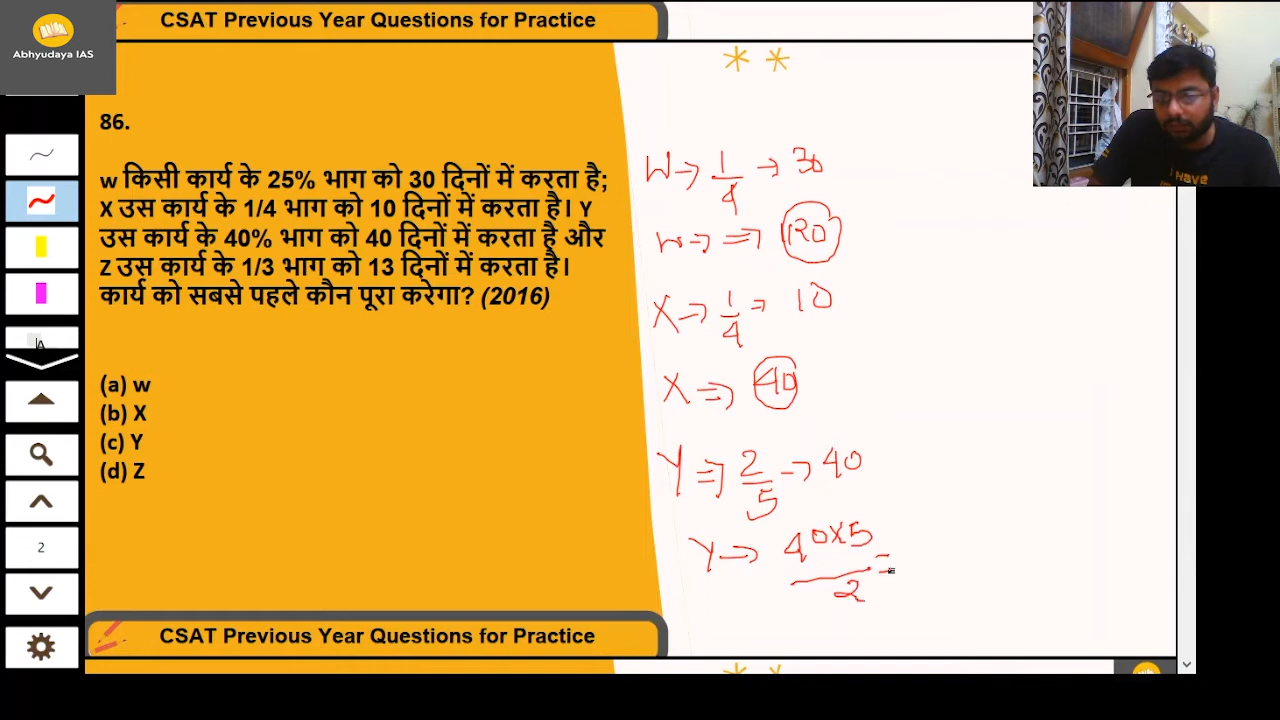 CSAT Previous Year Questions for Practice
Abhyudaya IAS
86.
w किसी कार्य के 25% भाग को 30 दिनों में करता है;
X उस कार्य के 1/4 भाग को 10 दिनों में करता है। Y
उस कार्य के 40% भाग को 40 दिनों में करता है और
Z उस कार्य के 1/3 भाग को 13 दिनों में करता है।
कार्य को सबसे पहले कौन पूरा करेगा? (2016)
(a) w
(b) X
(c) Y
(d) Z
* *
W → 1/4 → 30
W → ⇒ 120
X → 1/4 ⇒ 10
X ⇒ 40
Y ⇒ 2/5 → 40
Y → 40x5/2 =
A
2
CSAT Previous Year Questions for Practice